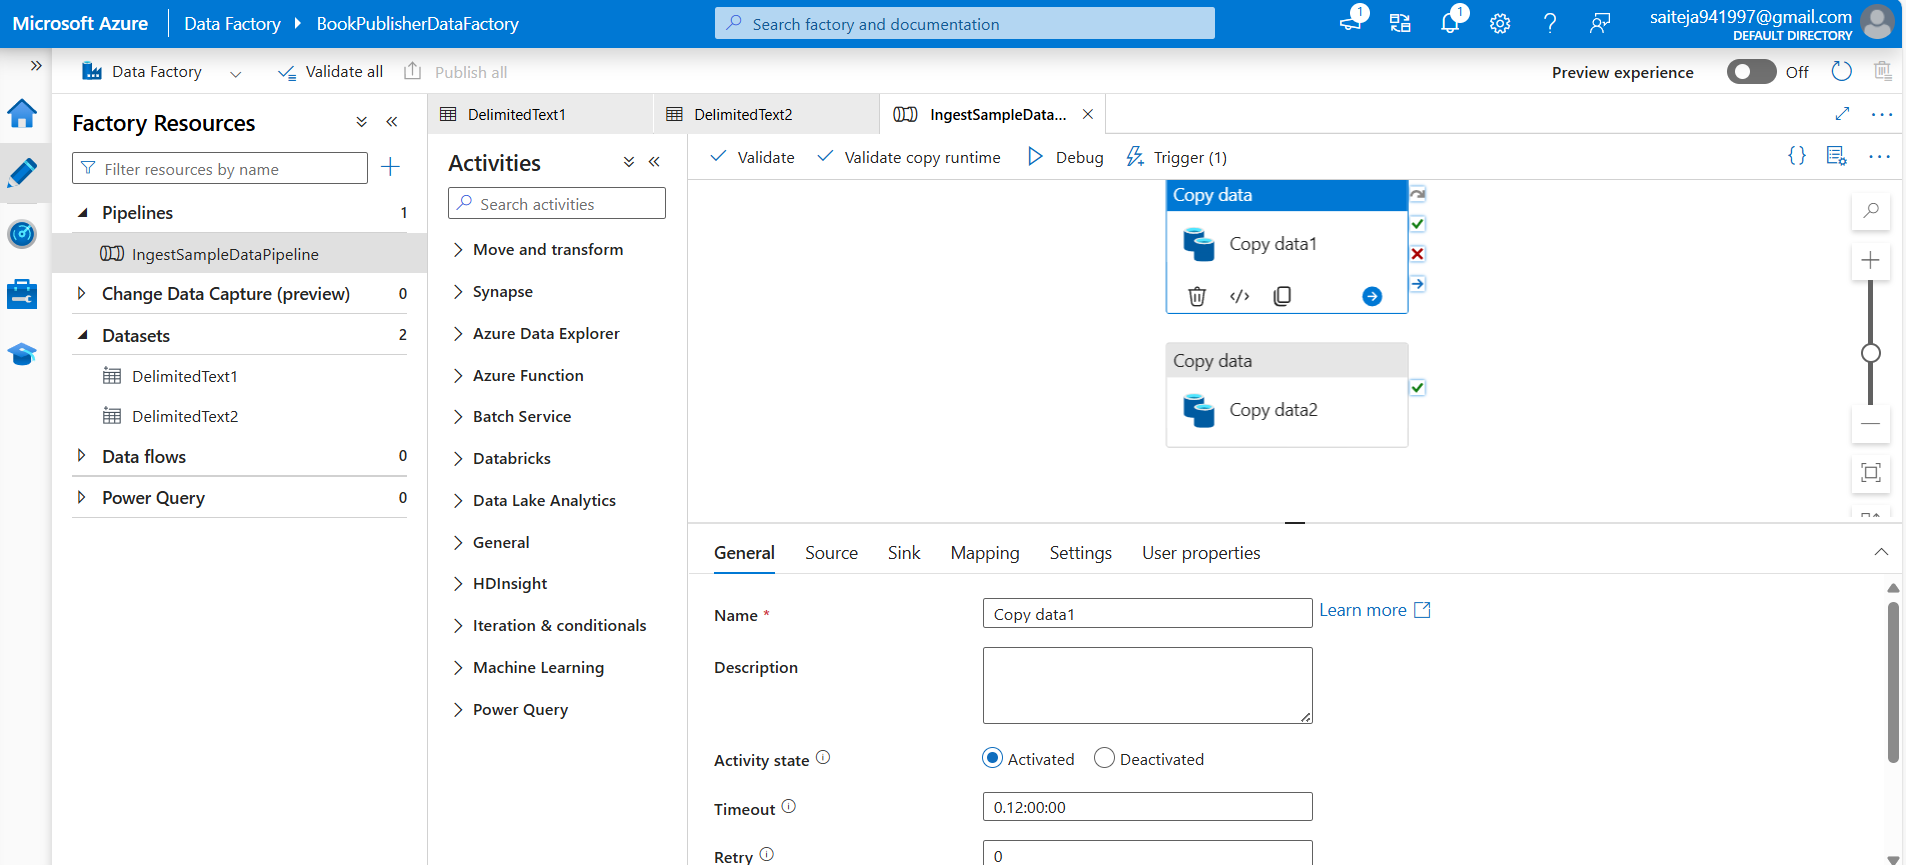 Microsoft Azure
Data Factory
BookPublisherDataFactory
Search factory and documentation
1
1
saiteja941997@gmail.com
DEFAULT DIRECTORY
Data Factory
Validate all
Publish all
Preview experience
Off
Factory Resources
Filter resources by name
Pipelines 1
IngestSampleDataPipeline
Change Data Capture (preview) 0
Datasets 2
DelimitedText1
DelimitedText2
Data flows 0
Power Query 0
DelimitedText1
DelimitedText2
IngestSampleData...
Activities
Search activities
Move and transform
Synapse
Azure Data Explorer
Azure Function
Batch Service
Databricks
Data Lake Analytics
General
HDInsight
Iteration & conditionals
Machine Learning
Power Query
Validate
Validate copy runtime
Debug
Trigger (1)
Copy data
Copy data1
Copy data
Copy data2
General
Source
Sink
Mapping
Settings
User properties
Name *
Copy data1
Learn more
Description
Activity state
Activated
Deactivated
Timeout
0.12:00:00
Retry
0